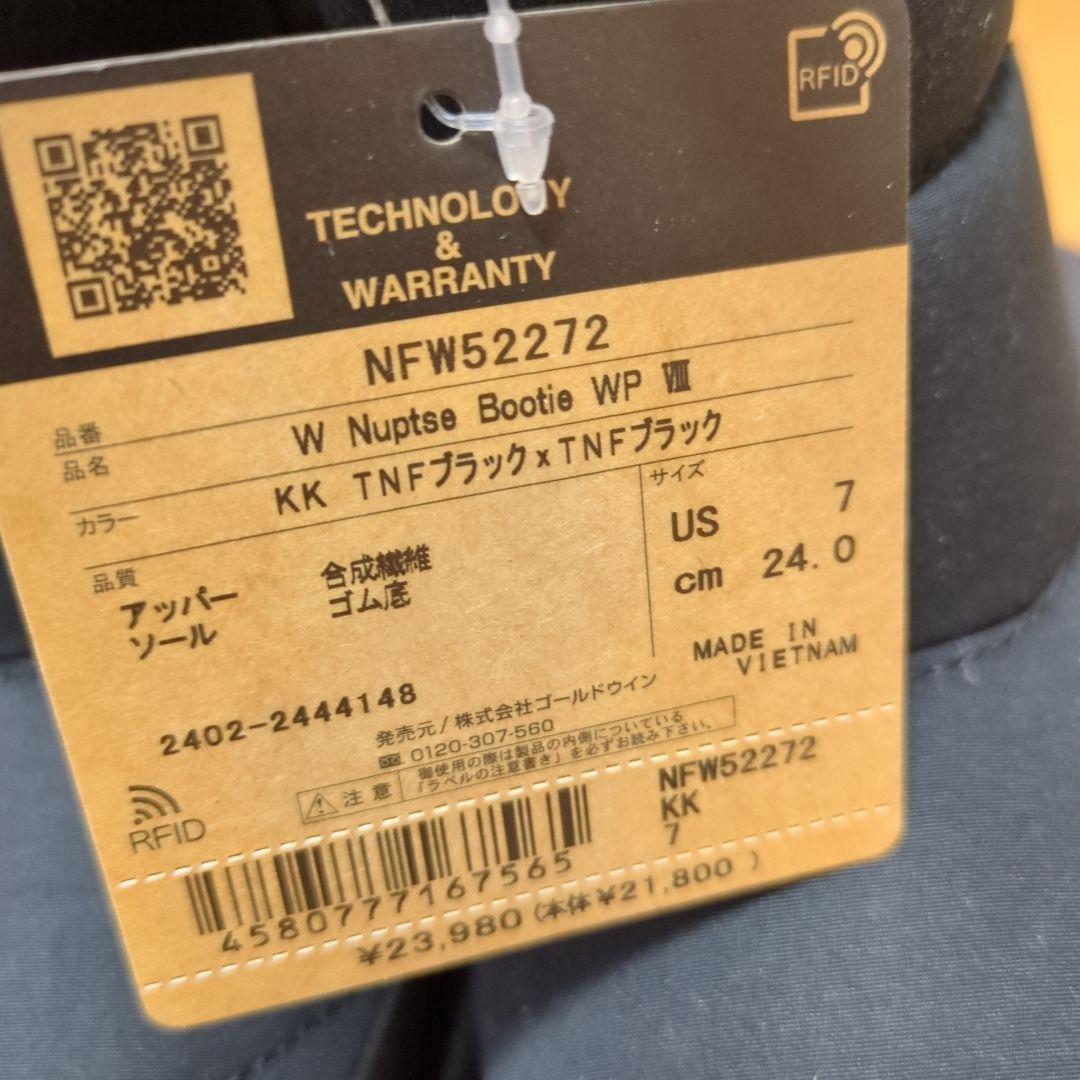 RFID
TECHNOLOGY
&
WARRANTY
品番 NFW52272
品名 W Nuptse Bootie WP Ⅷ
カラー KK TNFブラックxTNFブラック
品質
アッパー 合成繊維
ソール ゴム底
サイズ
US 7
cm 24.0
MADE IN
VIETNAM
2402-2444148
発売元/株式会社ゴールドウイン
0120-307-560
注意 御使用の際は製品の内側についている
「ラベルの注意書き」を必ずお読み下さい。
RFID
NFW52272
KK
7
4580777167565
¥23,980(本体¥21,800 )